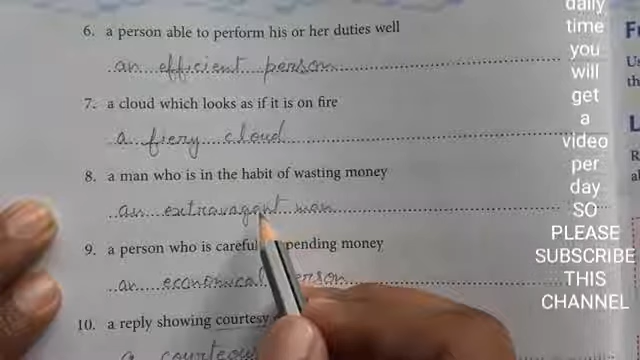 6. a person able to perform his or her duties well
an efficient person
7. a cloud which looks as if it is on fire
a fiery cloud
8. a man who is in the habit of wasting money
an extravagant man
9. a person who is careful pending money
an economical erson
10. a reply showing courtesy
a courteou
daily
time
you
will
get
a
video
per
day
SO
PLEASE
SUBSCRIBE
THIS
CHANNEL